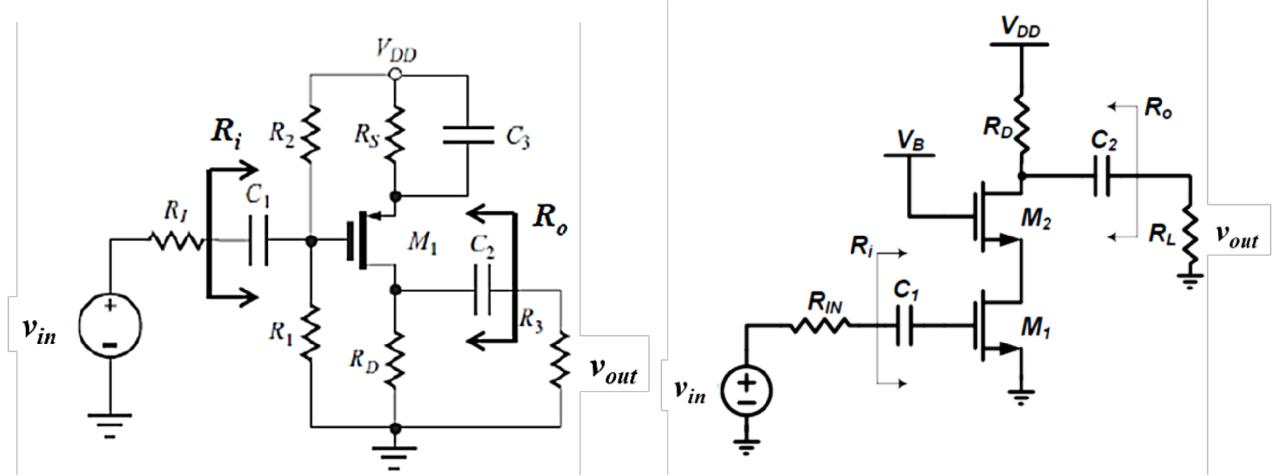 V_DD
R_i
R_2
R_S
C_3
C_1
R_I
M_1
C_2
R_o
v_in
+
-
R_1
R_D
R_3
v_out
V_DD
R_D
C_2
R_o
V_B
M_2
R_L
v_out
R_i
C_1
R_IN
M_1
v_in
+
-